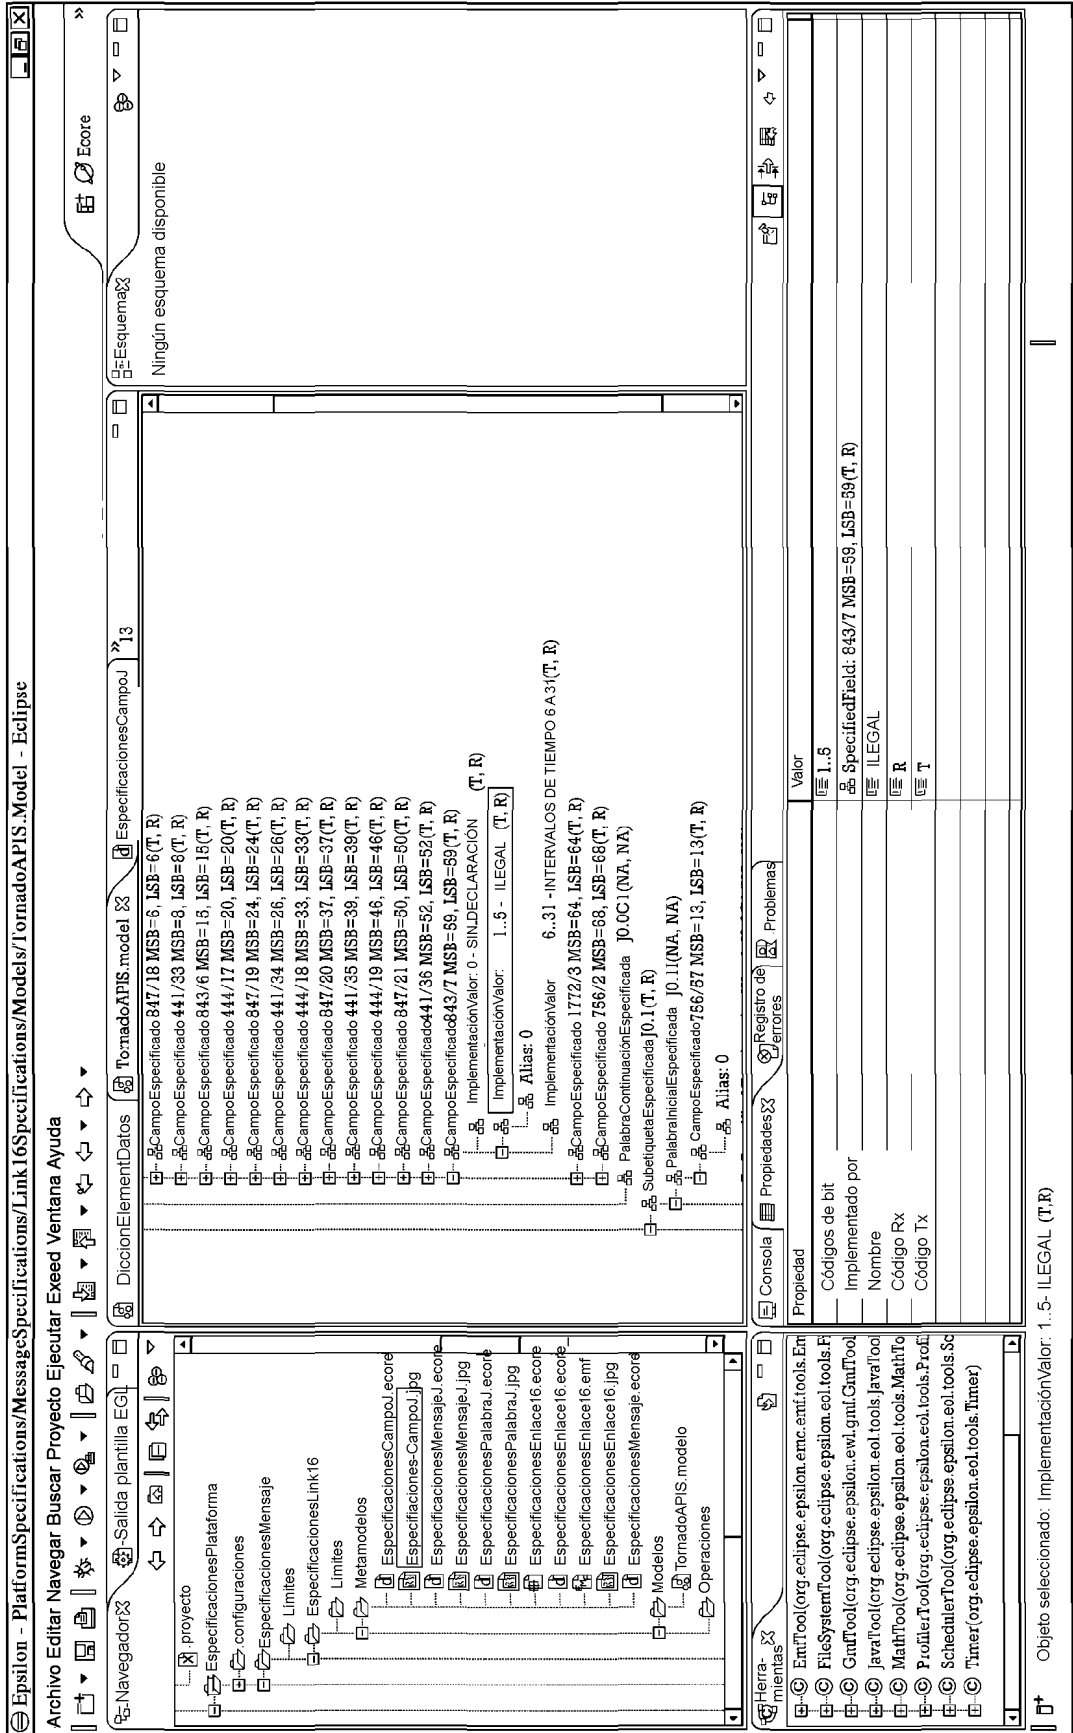 Epsilon - PlatformSpecifications/MessageSpecifications/Link16Specifications/Models/TornadoAPIS.Model - Eclipse
Archivo Editar Navegar Buscar Proyecto Ejecutar Exeed Ventana Ayuda
Ecore
Navegador
Salida plantilla EGL
.proyecto
EspecificacionesPlataforma
.configuraciones
EspecificacionesMensaje
Límites
EspecificacionesLink16
Límites
Metamodelos
EspecificacionesCampoJ.ecore
Especifiaciones-CampoJ.jpg
EspecificacionesMensajeJ.ecore
EspecificacionesMensajeJ.jpg
EspecificacionesPalabraJ.ecore
EspecificacionesPalabraJ.jpg
EspecificacionesEnlace16.ecore
EspecificacionesEnlace16.ecore
EspecificacionesEnlace16.emf
EspecificacionesEnlace16.jpg
EspecificacionesMensaje.ecore
Modelos
TornadoAPIS.modelo
Operaciones
DiccionElementDatos
TornadoAPIS.model
EspecificacionesCampoJ
»13
CampoEspecificado 847/18 MSB=6, LSB=6(T, R)
CampoEspecificado 441/33 MSB=8, LSB=8(T, R)
CampoEspecificado 843/6 MSB=15, LSB=15(T, R)
CampoEspecificado 444/17 MSB=20, LSB=20(T, R)
CampoEspecificado 847/19 MSB=24, LSB=24(T, R)
CampoEspecificado 441/34 MSB=26, LSB=26(T, R)
CampoEspecificado 444/18 MSB=33, LSB=33(T, R)
CampoEspecificado 847/20 MSB=37, LSB=37(T, R)
CampoEspecificado 441/35 MSB=39, LSB=39(T, R)
CampoEspecificado 444/19 MSB=46, LSB=46(T, R)
CampoEspecificado 847/21 MSB=50, LSB=50(T, R)
CampoEspecificado441/36 MSB=52, LSB=52(T, R)
CampoEspecificado843/7 MSB=59, LSB=59(T, R)
ImplementaciónValor: 0 - SIN.DECLARACIÓN (T, R)
ImplementaciónValor: 1..5 - ILEGAL (T, R)
Alias: 0
ImplementaciónValor 6..31 - INTERVALOS DE TIEMPO 6 A 31(T, R)
CampoEspecificado 1772/3 MSB=64, LSB=64(T, R)
CampoEspecificado 756/2 MSB=68, LSB=68(T, R)
PalabraContinuaciónEspecificada J0.0C1(NA, NA)
SubetiquetaEspecificada J0.1(T, R)
PalabraInicialEspecificada J0.1I(NA, NA)
CampoEspecificado756/57 MSB=13, LSB=13(T, R)
Alias: 0
Esquema
Ningún esquema disponible
Herra-
mientas
EmfTool(org.eclipse.epsilon.emc.emf.tools.Em
FileSystemTool(org.eclipse.epsilon.eol.tools.F
GmfTool(org.eclipse.epsilon.ewl.gmf.GmfTool
JavaTool(org.eclipse.epsilon.eol.tools.JavaTool
MathTool(org.eclipse.epsilon.eol.tools.MathTo
ProfilerTool(org.eclipse.epsilon.eol.tools.Profil
SchedulerTool(org.eclipse.epsilon.eol.tools.Sc
Timer(org.eclipse.epsilon.eol.tools.Timer)
Consola
Propiedades
Registro de
errores
Problemas
Propiedad Valor
Códigos de bit 1..5
Implementado por SpecifiedField: 843/7 MSB=59, LSB=59(T, R)
Nombre ILEGAL
Código Rx R
Código Tx T
Objeto seleccionado: ImplementaciónValor: 1..5- ILEGAL (T,R)